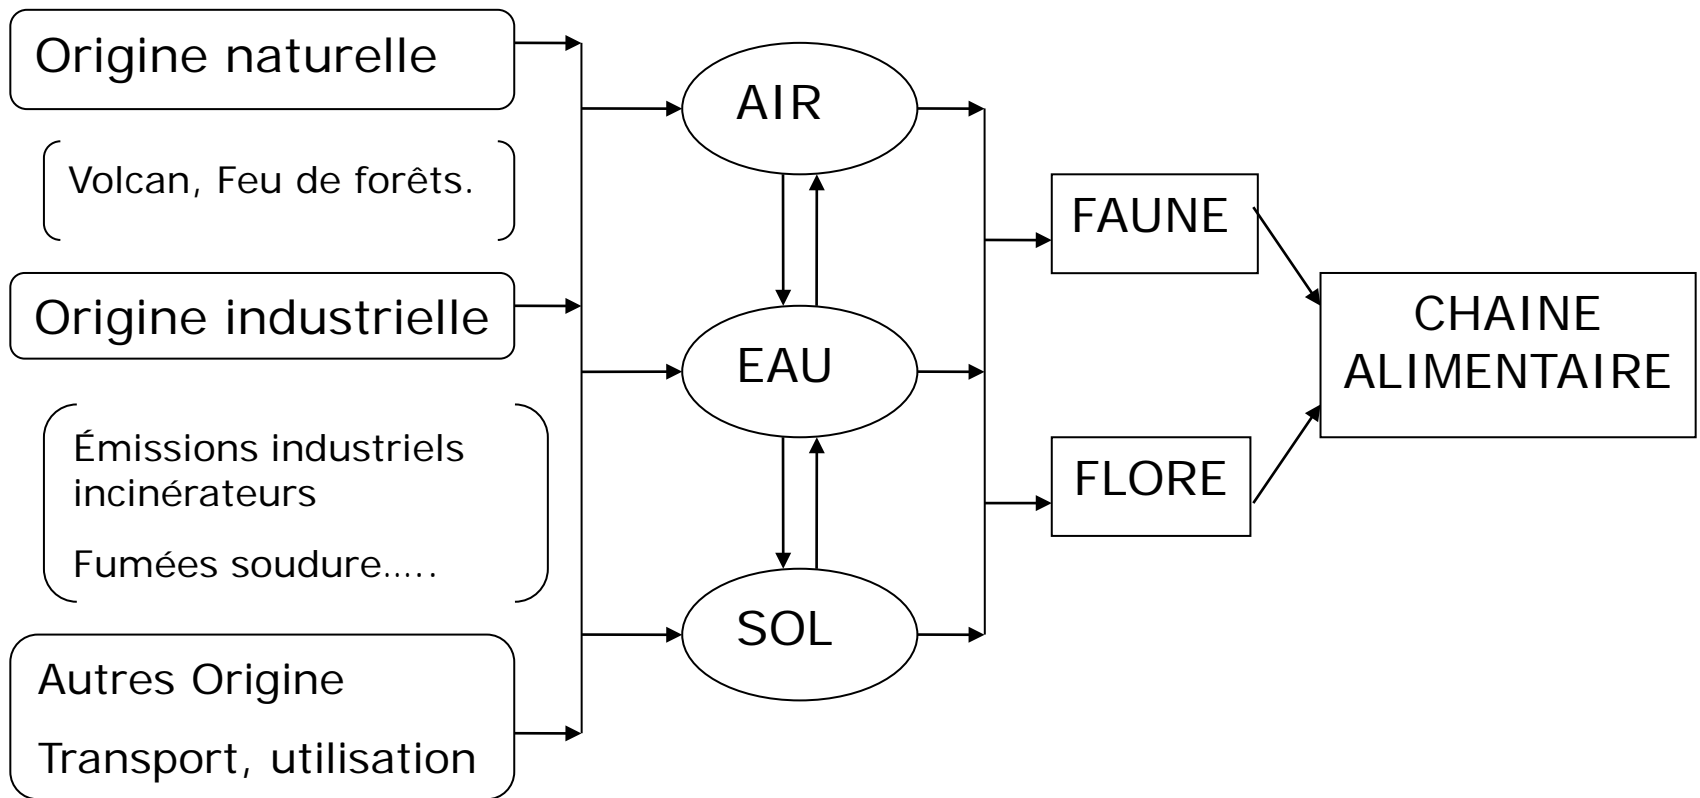 Origine naturelle
Volcan, Feu de forêts.
Origine industrielle
Émissions industriels
incinérateurs
Fumées soudure.....
Autres Origine
Transport, utilisation
AIR
EAU
SOL
FAUNE
FLORE
CHAINE
ALIMENTAIRE